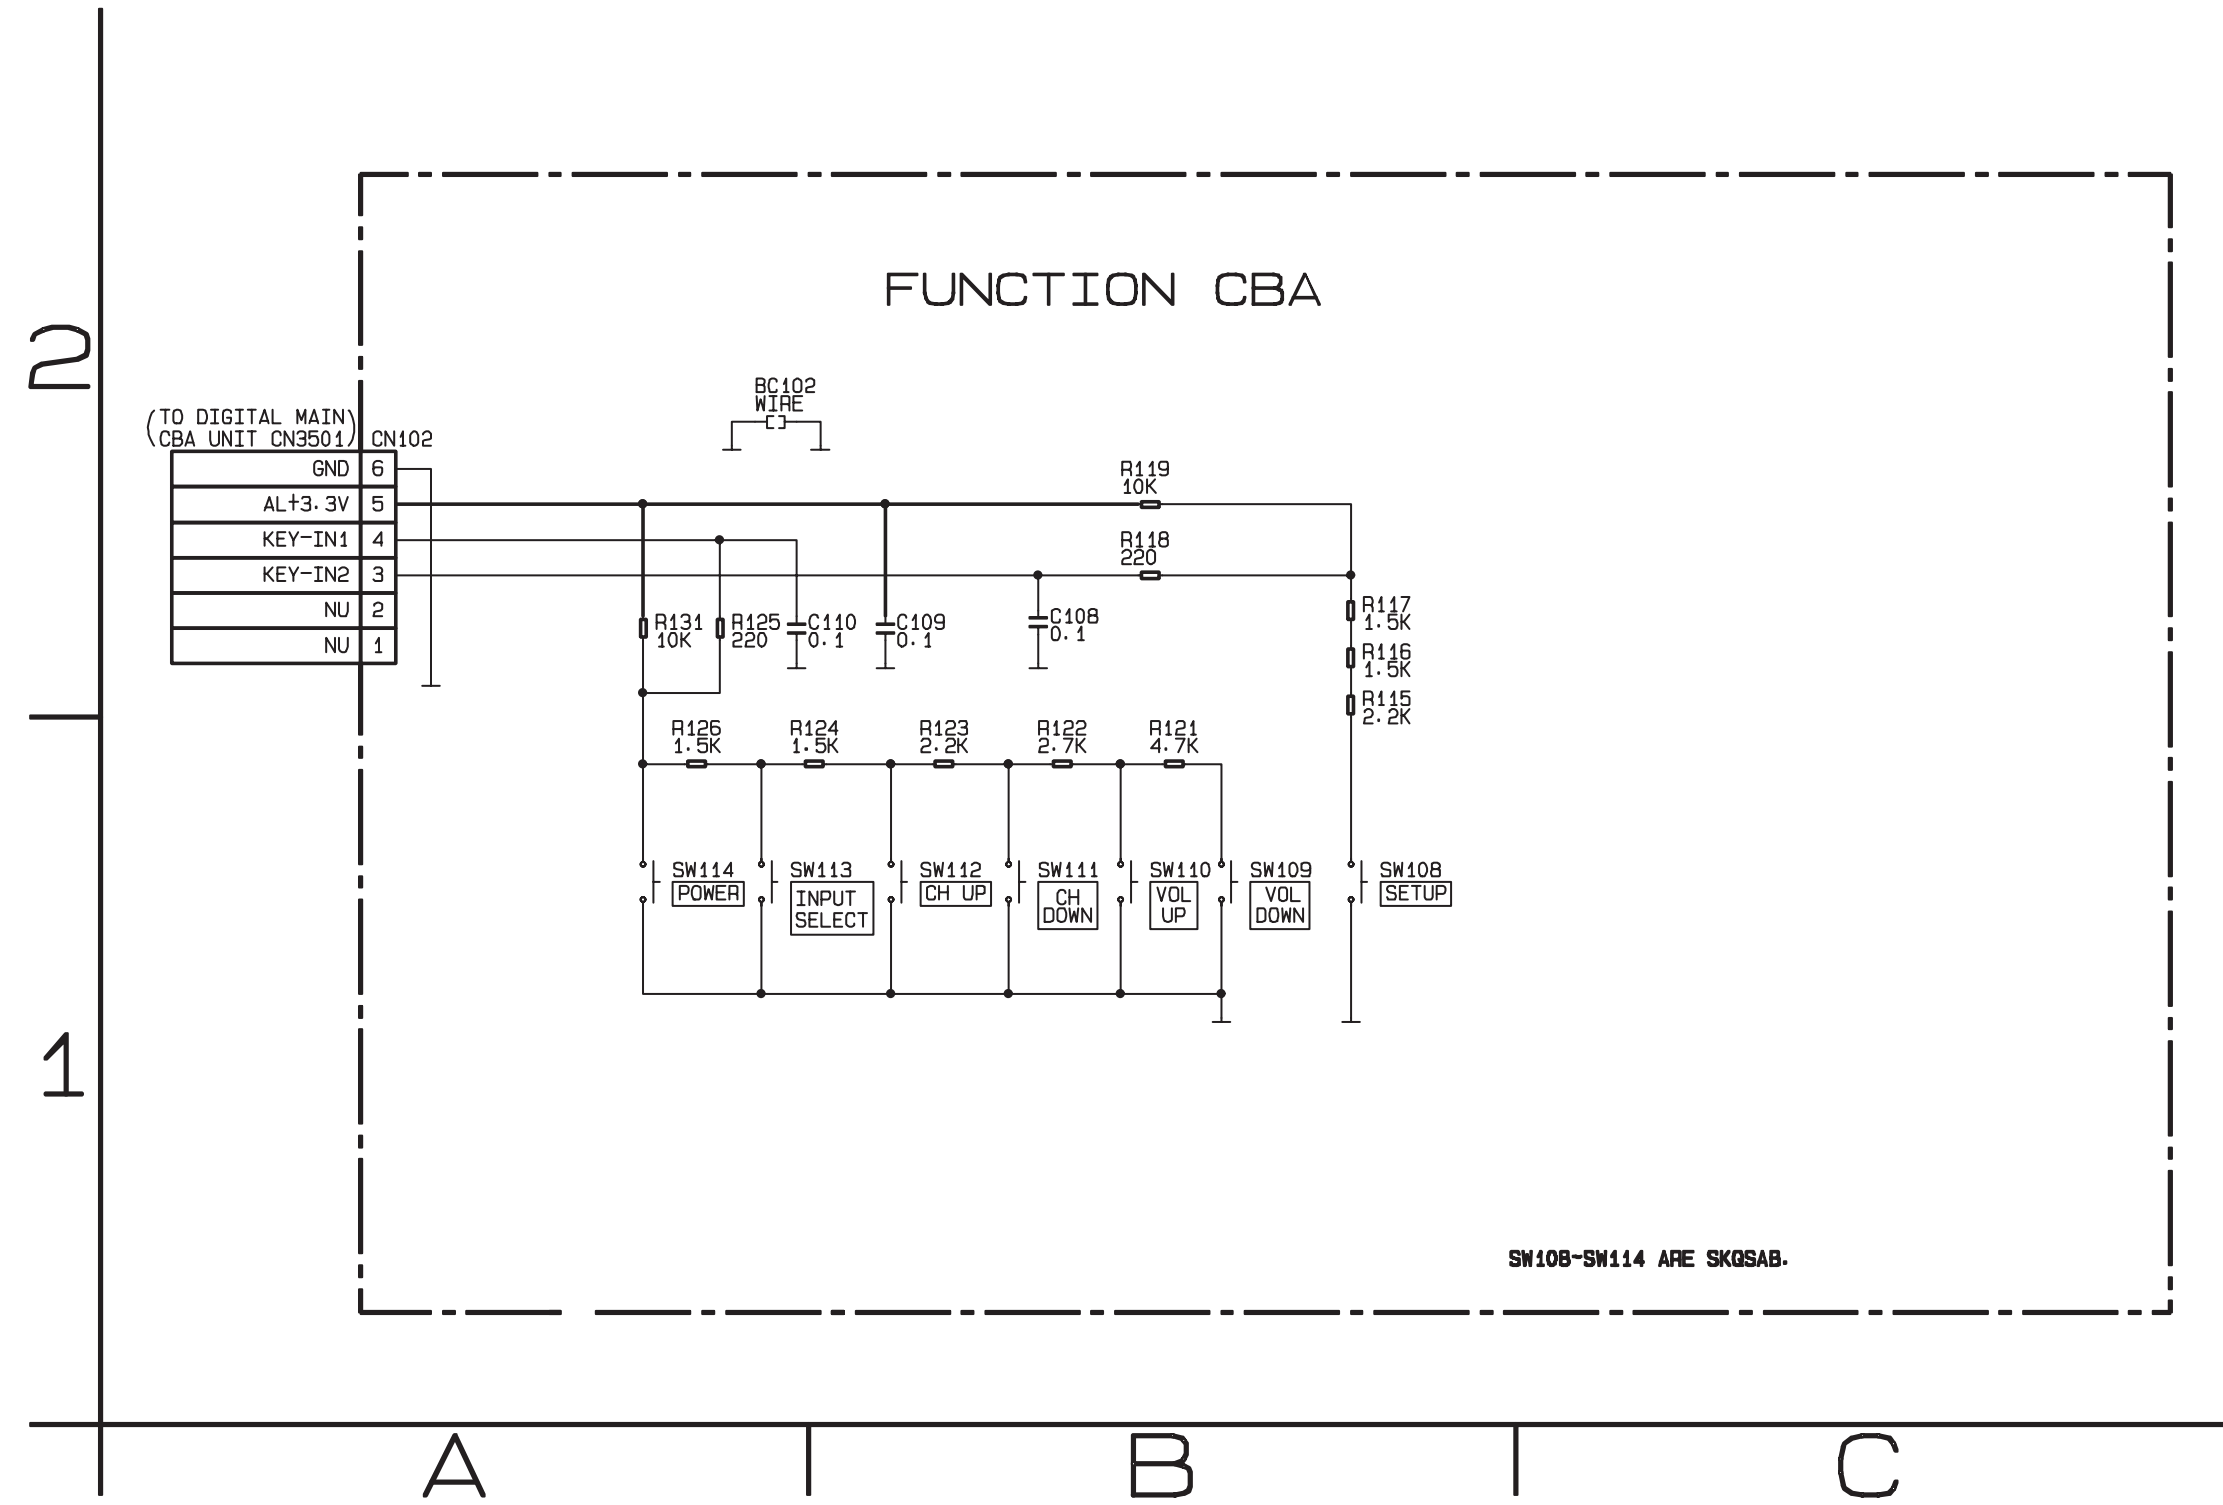 2
FUNCTION CBA
BC102
WIRE
(TO DIGITAL MAIN
CBA UNIT CN3501)
CN102
GND 6
AL+3.3V 5
KEY-IN1 4
KEY-IN2 3
NU 2
NU 1
R119
10K
R118
220
R131
10K
R125
220
C110
0.1
C109
0.1
C108
0.1
R117
1.5K
R116
1.5K
R115
2.2K
R126
1.5K
R124
1.5K
R123
2.2K
R122
2.7K
R121
4.7K
SW114
POWER
SW113
INPUT
SELECT
SW112
CH UP
SW111
CH
DOWN
SW110
VOL
UP
SW109
VOL
DOWN
SW108
SETUP
1
SW108~SW114 ARE SKQSAB.
A
B
C